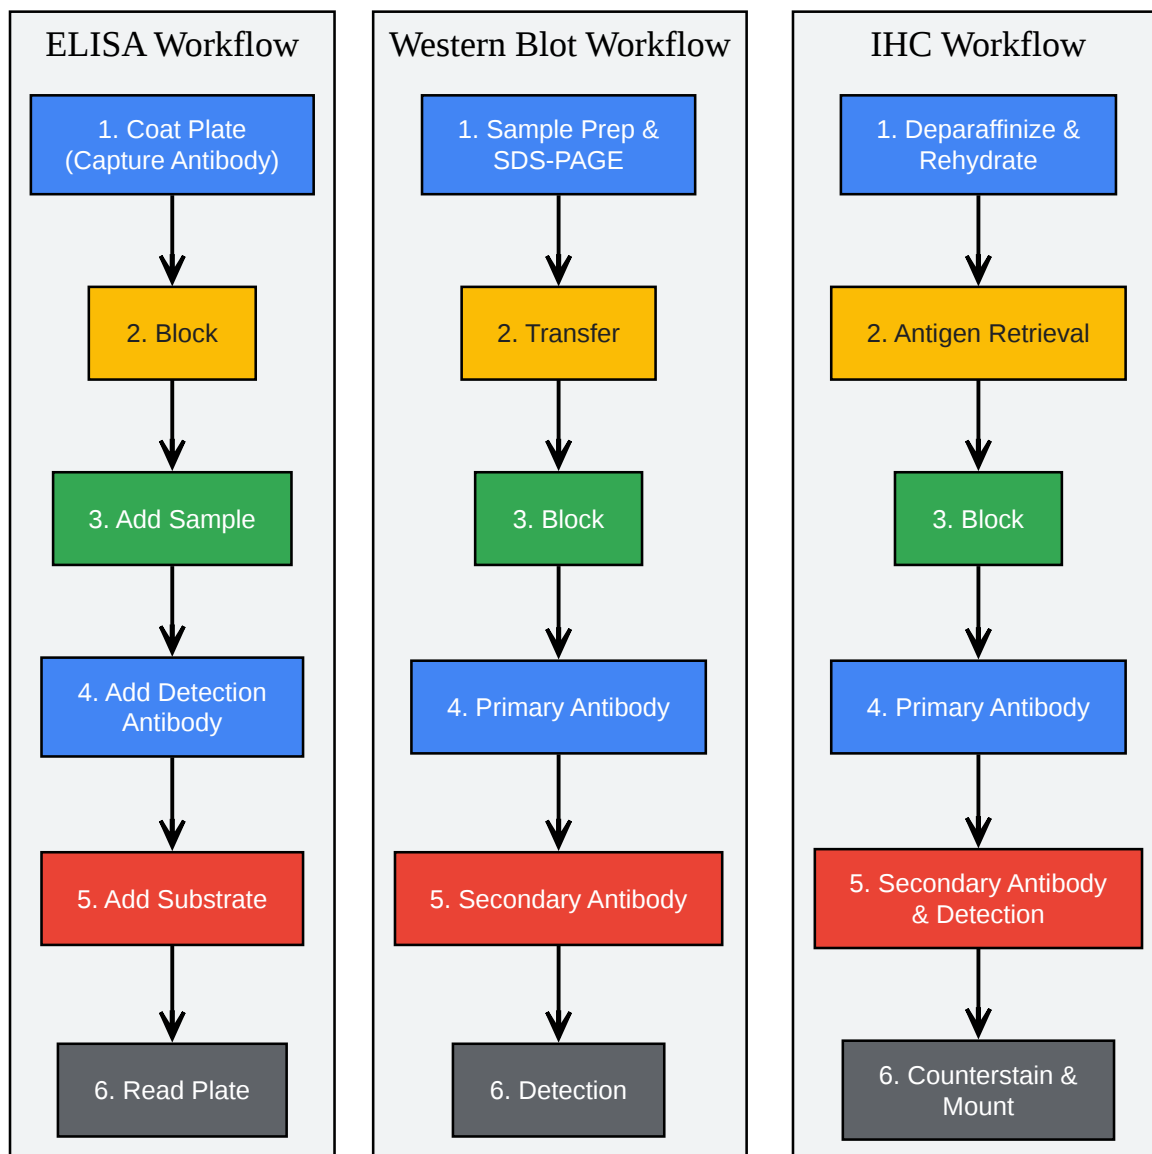 ELISA Workflow
1. Coat Plate
(Capture Antibody)
2. Block
3. Add Sample
4. Add Detection
Antibody
5. Add Substrate
6. Read Plate
Western Blot Workflow
1. Sample Prep &
SDS-PAGE
2. Transfer
3. Block
4. Primary Antibody
5. Secondary Antibody
6. Detection
IHC Workflow
1. Deparaffinize &
Rehydrate
2. Antigen Retrieval
3. Block
4. Primary Antibody
5. Secondary Antibody
& Detection
6. Counterstain &
Mount